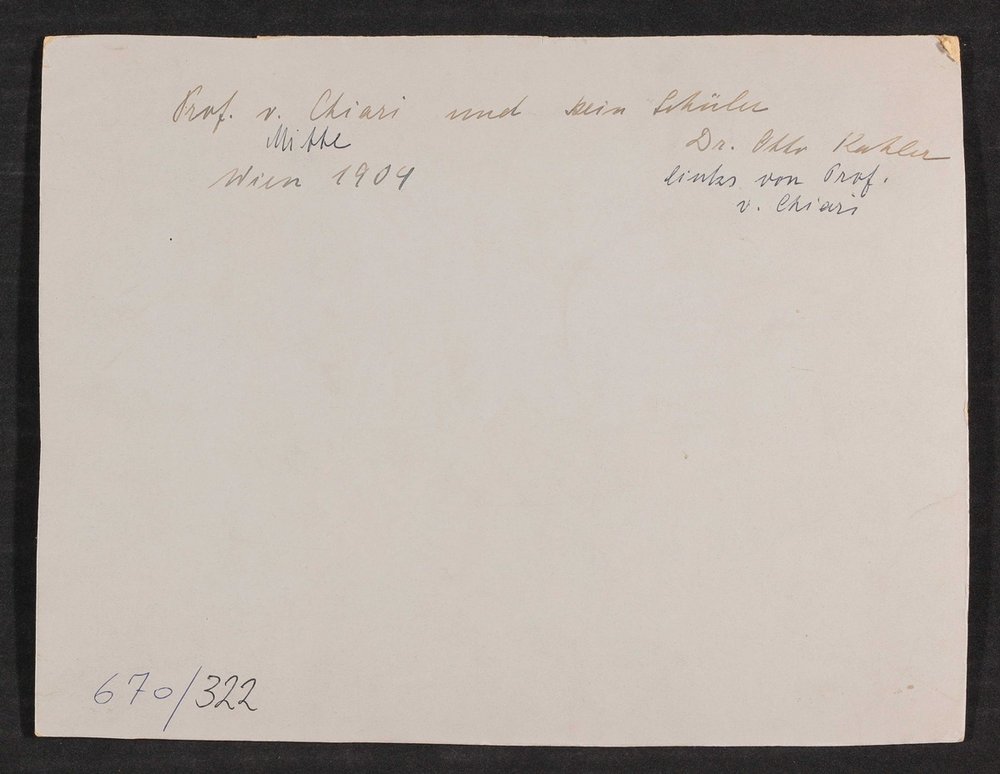 Prof. v. Chiari und sein Schüler
Mitte
Dr. Otto Kahler
Wien 1904
links von Prof.
v. Chiari
670/322